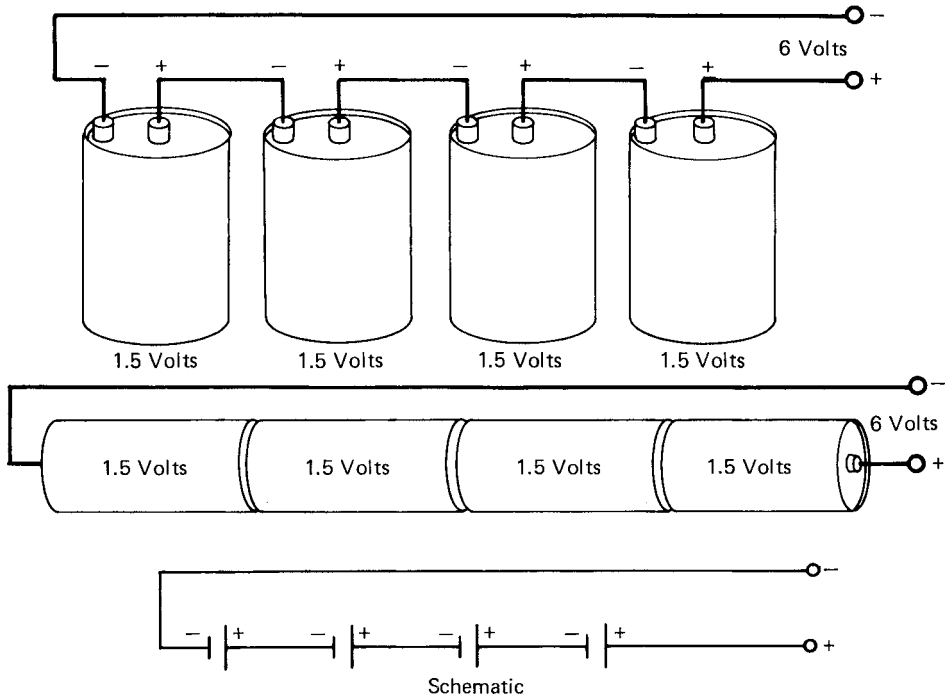 −
6 Volts
− + − + − + − + +
1.5 Volts 1.5 Volts 1.5 Volts 1.5 Volts
−
6 Volts
1.5 Volts 1.5 Volts 1.5 Volts 1.5 Volts +
−
− + − + − + − + +
Schematic